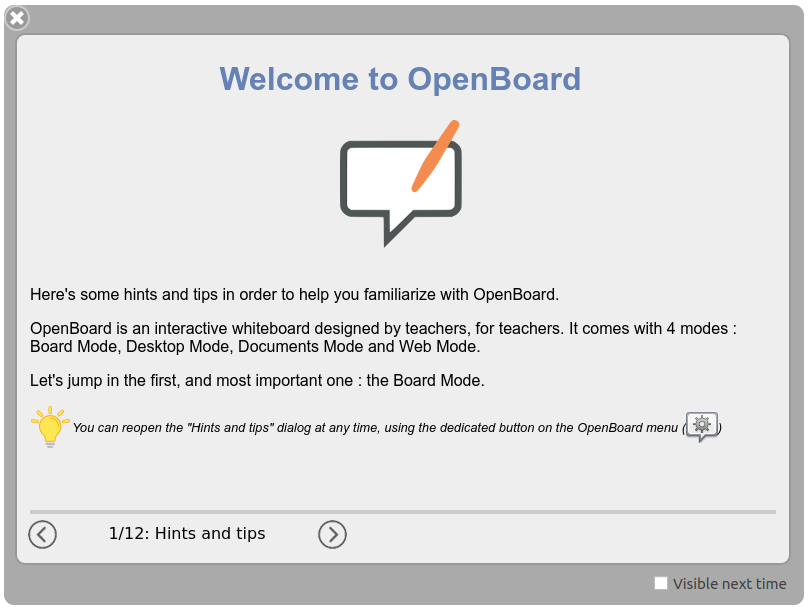 Welcome to OpenBoard
Here's some hints and tips in order to help you familiarize with OpenBoard.
OpenBoard is an interactive whiteboard designed by teachers, for teachers. It comes with 4 modes :
Board Mode, Desktop Mode, Documents Mode and Web Mode.
Let's jump in the first, and most important one : the Board Mode.
You can reopen the "Hints and tips" dialog at any time, using the dedicated button on the OpenBoard menu ( )
1/12: Hints and tips
Visible next time